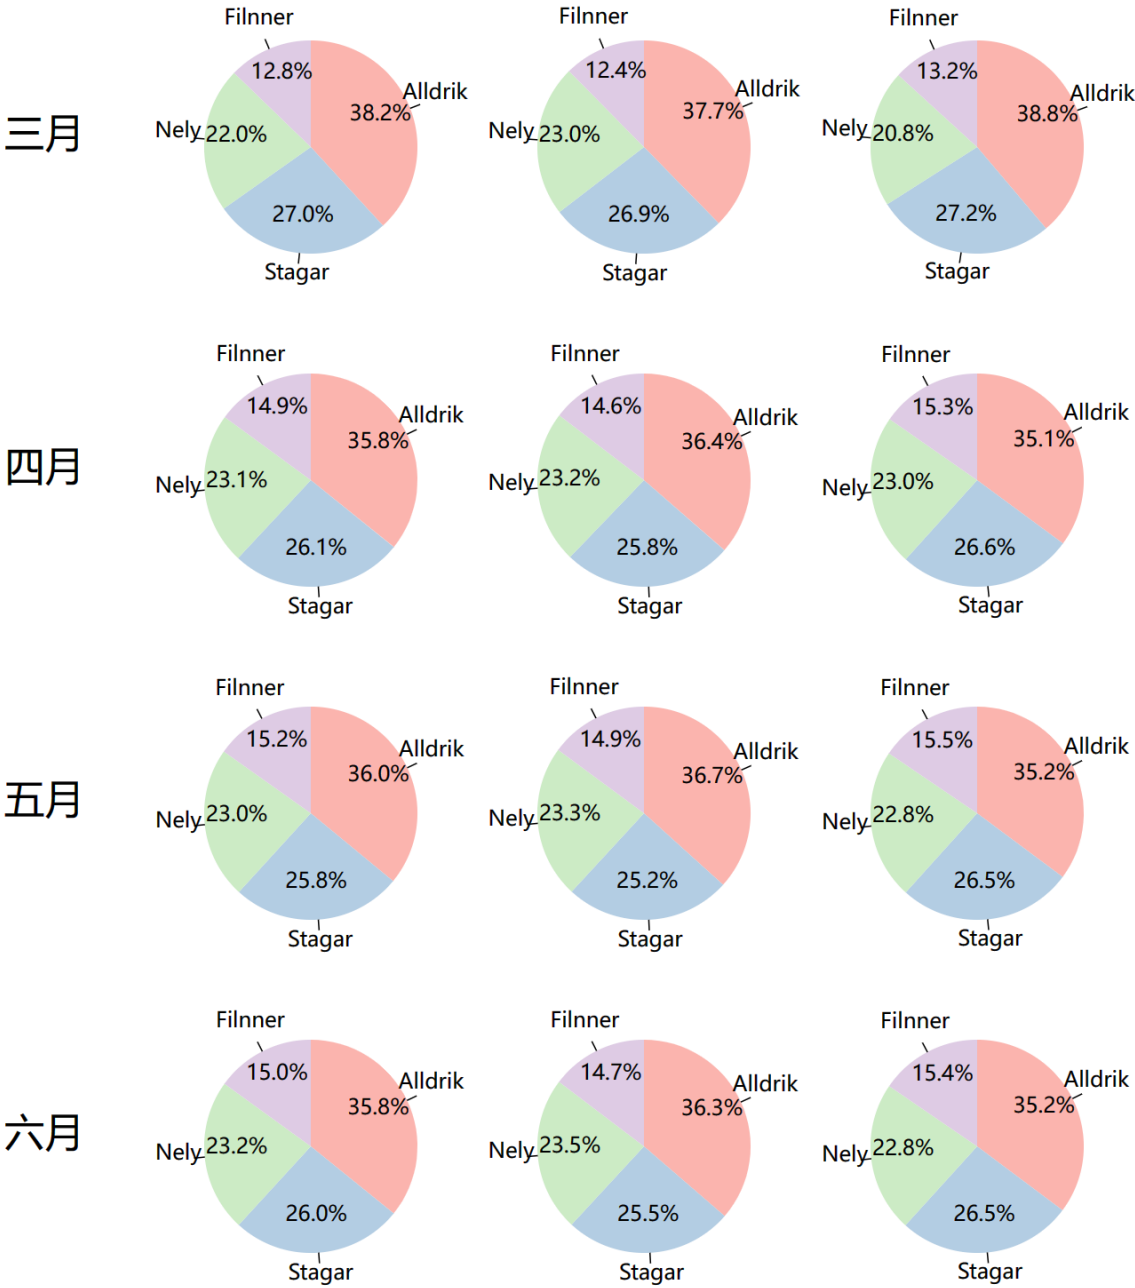 Filnner Filnner Filnner
12.8% 12.4% 13.2%
Alldrik Alldrik Alldrik
38.2% 37.7% 38.8%
三月 Nely 22.0% Nely 23.0% Nely 20.8%
27.0% 26.9% 27.2%
Stagar Stagar Stagar
Filnner Filnner Filnner
14.9% 14.6% 15.3%
Alldrik Alldrik Alldrik
35.8% 36.4% 35.1%
四月 Nely 23.1% Nely 23.2% Nely 23.0%
26.1% 25.8% 26.6%
Stagar Stagar Stagar
Filnner Filnner Filnner
15.2% 14.9% 15.5%
Alldrik Alldrik Alldrik
36.0% 36.7% 35.2%
五月 Nely 23.0% Nely 23.3% Nely 22.8%
25.8% 25.2% 26.5%
Stagar Stagar Stagar
Filnner Filnner Filnner
15.0% 14.7% 15.4%
Alldrik Alldrik Alldrik
35.8% 36.3% 35.2%
六月 Nely 23.2% Nely 23.5% Nely 22.8%
26.0% 25.5% 26.5%
Stagar Stagar Stagar